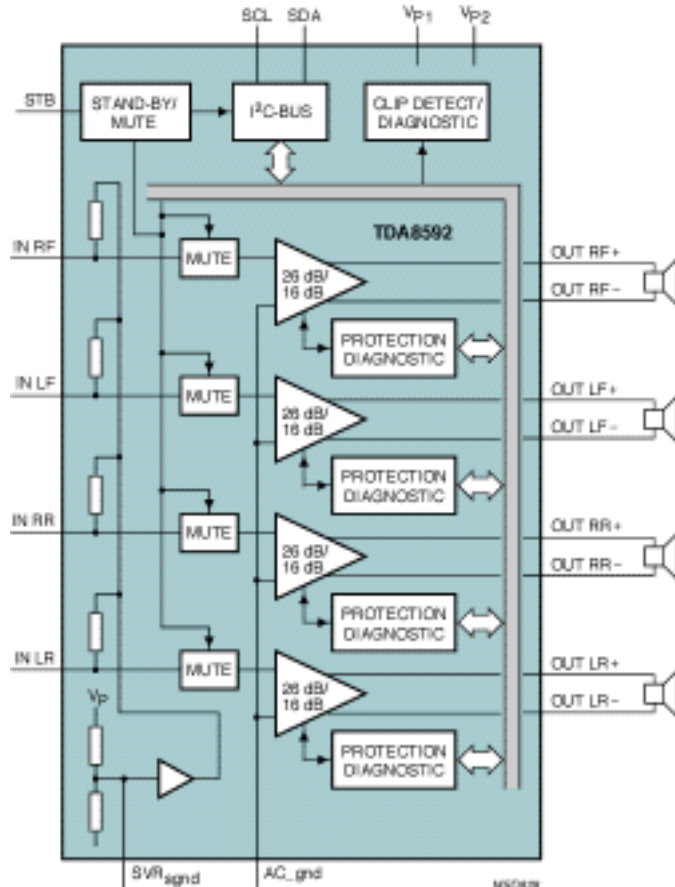 SCL SDA VP1 VP2
STB
STAND-BY/
MUTE
I²C-BUS
CLIP DETECT/
DIAGNOSTIC
TDA8592
IN RF
MUTE
26 dB/
16 dB
OUT RF+
OUT RF−
PROTECTION
DIAGNOSTIC
IN LF
MUTE
26 dB/
16 dB
OUT LF+
OUT LF−
PROTECTION
DIAGNOSTIC
IN RR
MUTE
26 dB/
16 dB
OUT RR+
OUT RR−
PROTECTION
DIAGNOSTIC
IN LR
MUTE
26 dB/
16 dB
OUT LR+
OUT LR−
VP
PROTECTION
DIAGNOSTIC
SVRsgnd AC_gnd